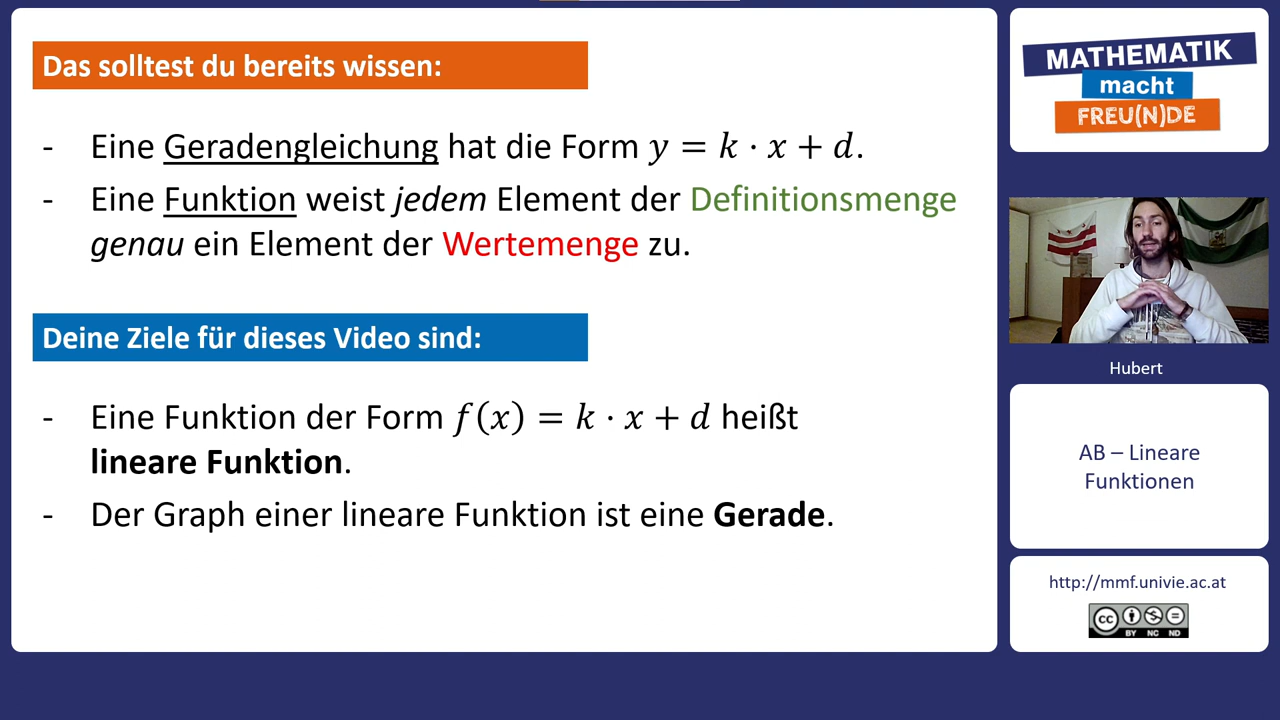 Das solltest du bereits wissen:
- Eine Geradengleichung hat die Form y = k · x + d.
- Eine Funktion weist jedem Element der Definitionsmenge
genau ein Element der Wertemenge zu.
Deine Ziele für dieses Video sind:
- Eine Funktion der Form f(x) = k · x + d heißt
lineare Funktion.
- Der Graph einer lineare Funktion ist eine Gerade.
MATHEMATIK
macht
FREU(N)DE
Hubert
AB – Lineare
Funktionen
http://mmf.univie.ac.at
cc
BY NC ND